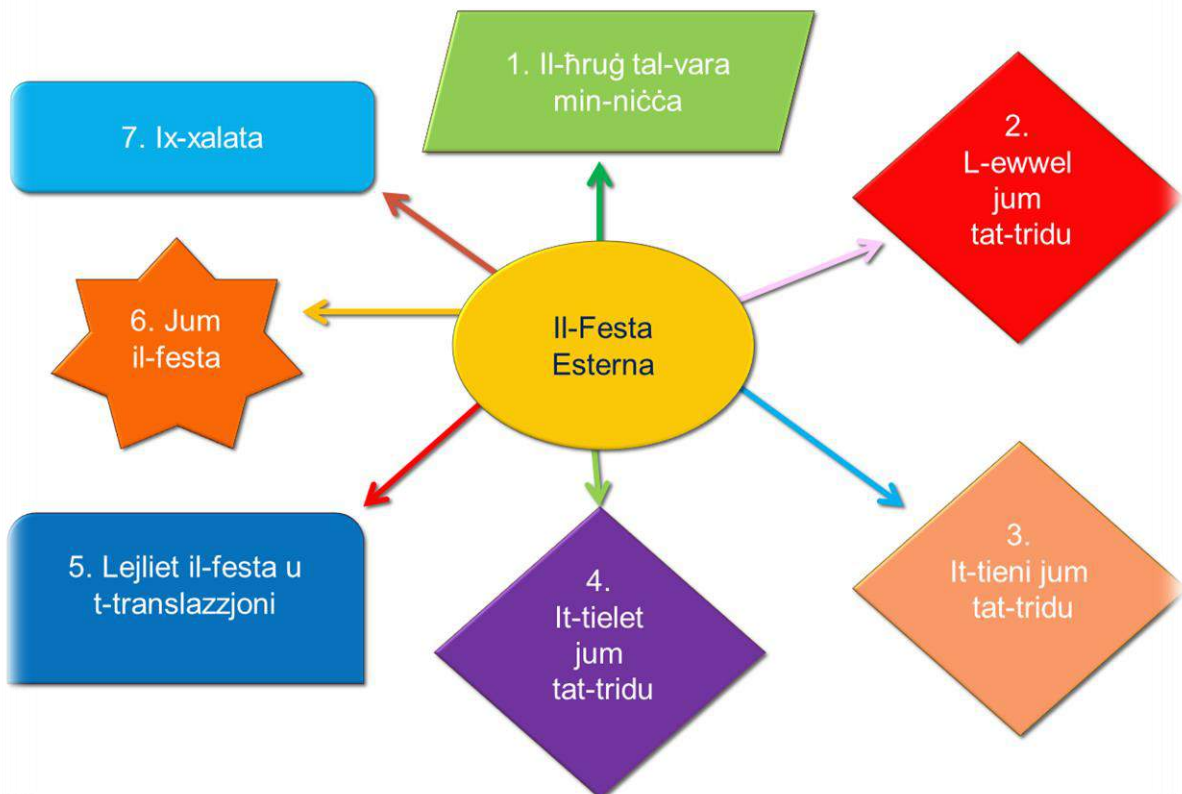 1. Il-ħruġ tal-vara
min-niċċa
2.
L-ewwel
jum
tat-tridu
3.
It-tieni jum
tat-tridu
4.
It-tielet
jum
tat-tridu
5. Lejliet il-festa u
t-translazzjoni
6. Jum
il-festa
7. Ix-xalata
Il-Festa
Esterna